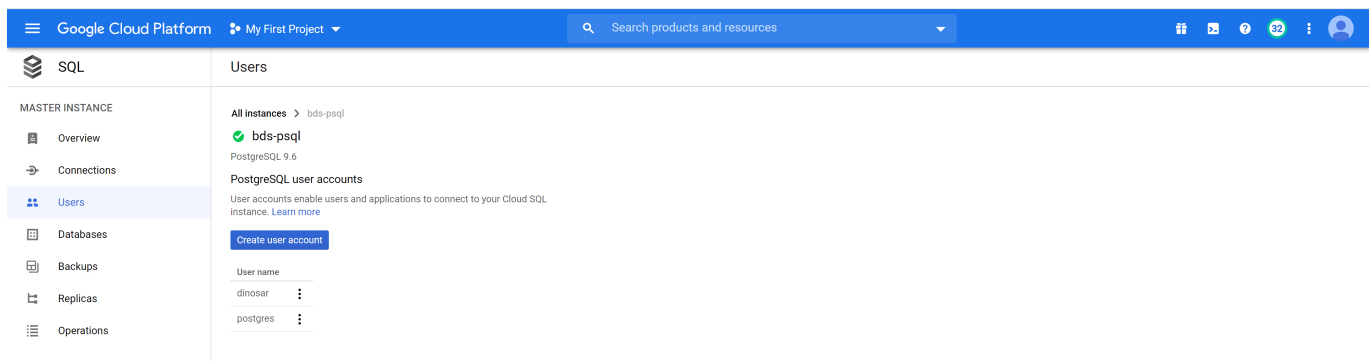 Google Cloud Platform
My First Project
Search products and resources
32
SQL
Users
MASTER INSTANCE
Overview
Connections
Users
Databases
Backups
Replicas
Operations
All instances
bds-psql
bds-psql
PostgreSQL 9.6
PostgreSQL user accounts
User accounts enable users and applications to connect to your Cloud SQL
instance. Learn more
Create user account
User name
dinosar
postgres